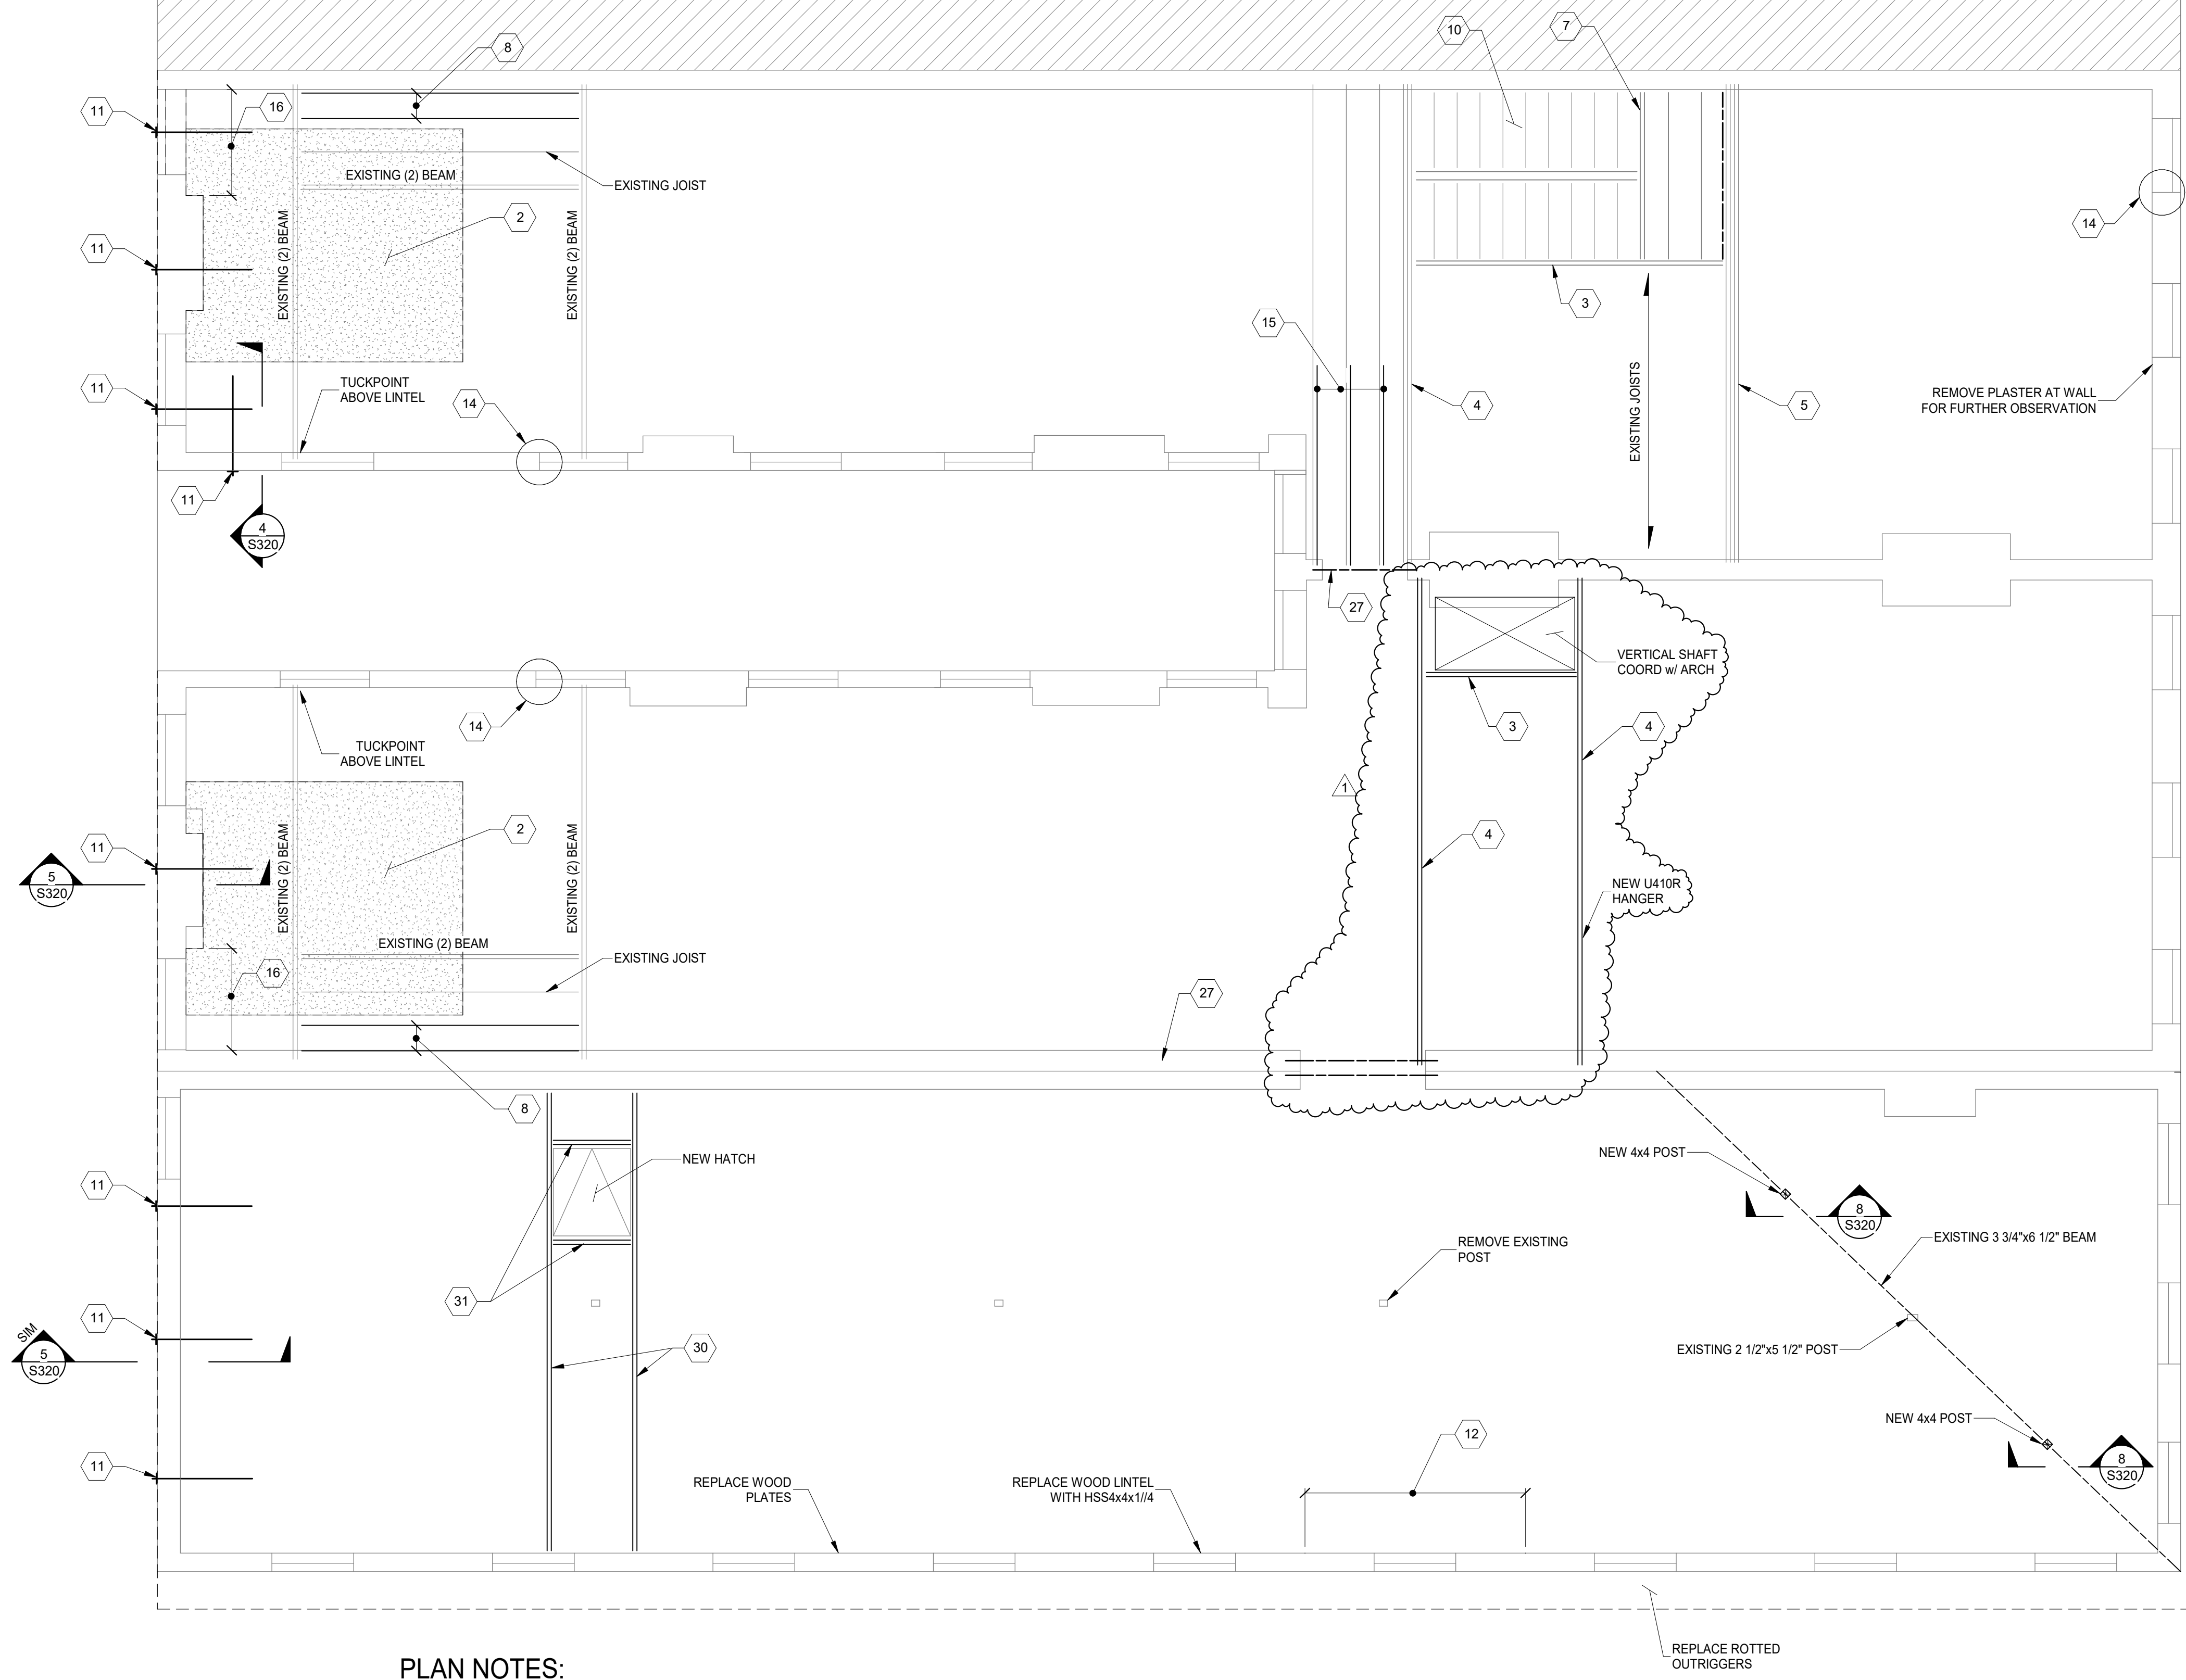 8
10
7
11
16
EXISTING (2) BEAM
EXISTING JOIST
2
EXISTING (2) BEAM
EXISTING (2) BEAM
14
11
3
15
11
TUCKPOINT
ABOVE LINTEL
14
4
EXISTING JOISTS
5
REMOVE PLASTER AT WALL
FOR FURTHER OBSERVATION
11
4
S320
27
VERTICAL SHAFT
COORD w/ ARCH
14
3
4
TUCKPOINT
ABOVE LINTEL
1
11
2
4
EXISTING (2) BEAM
EXISTING (2) BEAM
5
S320
NEW U410R
HANGER
EXISTING (2) BEAM
EXISTING JOIST
16
27
8
NEW HATCH
NEW 4x4 POST
11
8
S320
REMOVE EXISTING
POST
EXISTING 3 3/4"x6 1/2" BEAM
31
11
SIM
5
S320
30
EXISTING 2 1/2"x5 1/2" POST
NEW 4x4 POST
12
11
8
S320
REPLACE WOOD
PLATES
REPLACE WOOD LINTEL
WITH HSS4x4x1//4
REPLACE ROTTED
OUTRIGGERS
PLAN NOTES: